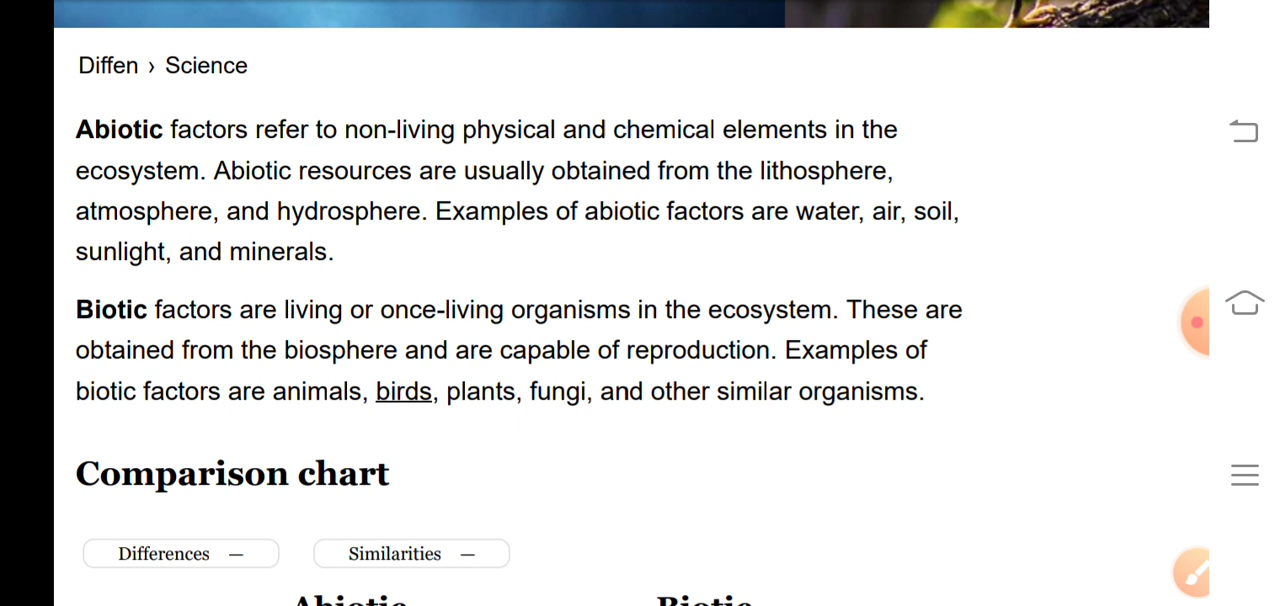 Diffen › Science
Abiotic factors refer to non-living physical and chemical elements in the
ecosystem. Abiotic resources are usually obtained from the lithosphere,
atmosphere, and hydrosphere. Examples of abiotic factors are water, air, soil,
sunlight, and minerals.
Biotic factors are living or once-living organisms in the ecosystem. These are
obtained from the biosphere and are capable of reproduction. Examples of
biotic factors are animals, birds, plants, fungi, and other similar organisms.
Comparison chart
Differences — Similarities —
Abiotic Biotic